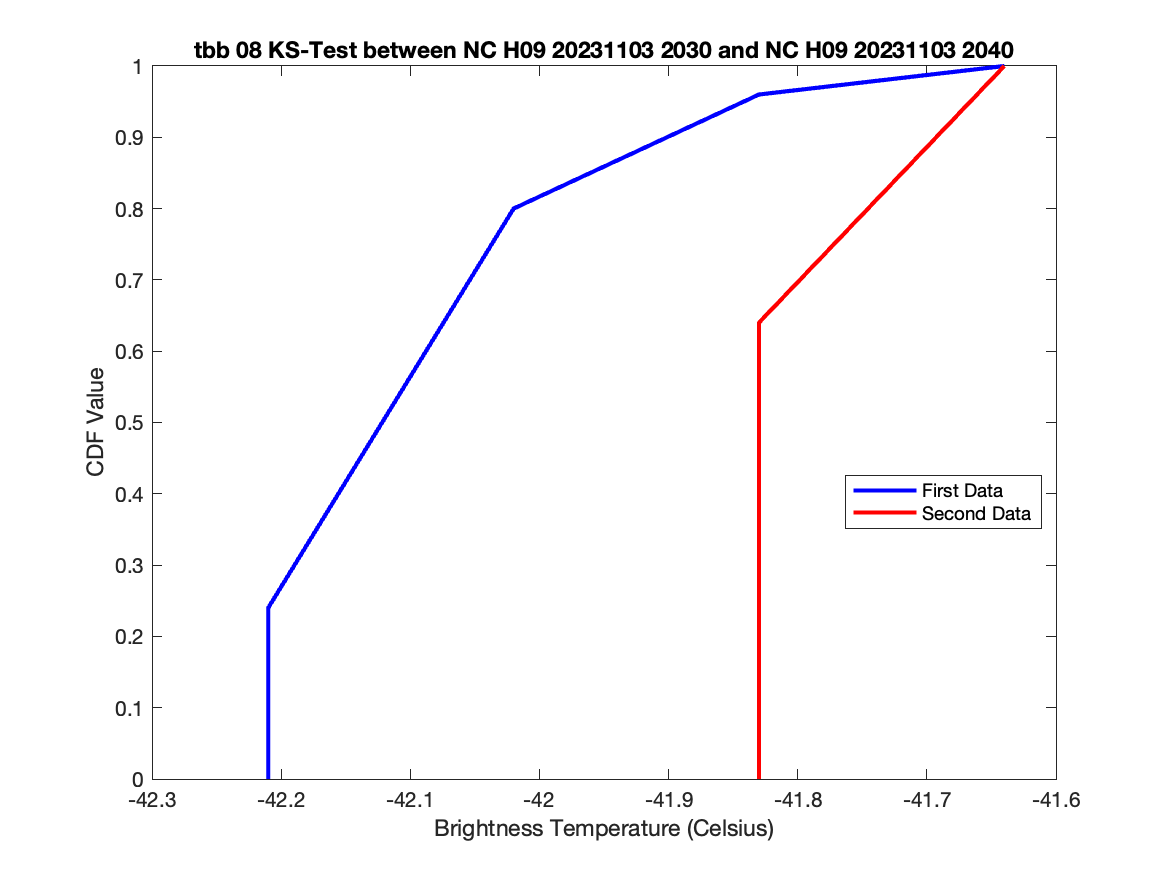 tbb 08 KS-Test between NC H09 20231103 2030 and NC H09 20231103 2040
1
0.9
0.8
0.7
0.6
0.5
0.4
0.3
0.2
0.1
0
CDF Value
First Data
Second Data
-42.3 -42.2 -42.1 -42 -41.9 -41.8 -41.7 -41.6
Brightness Temperature (Celsius)